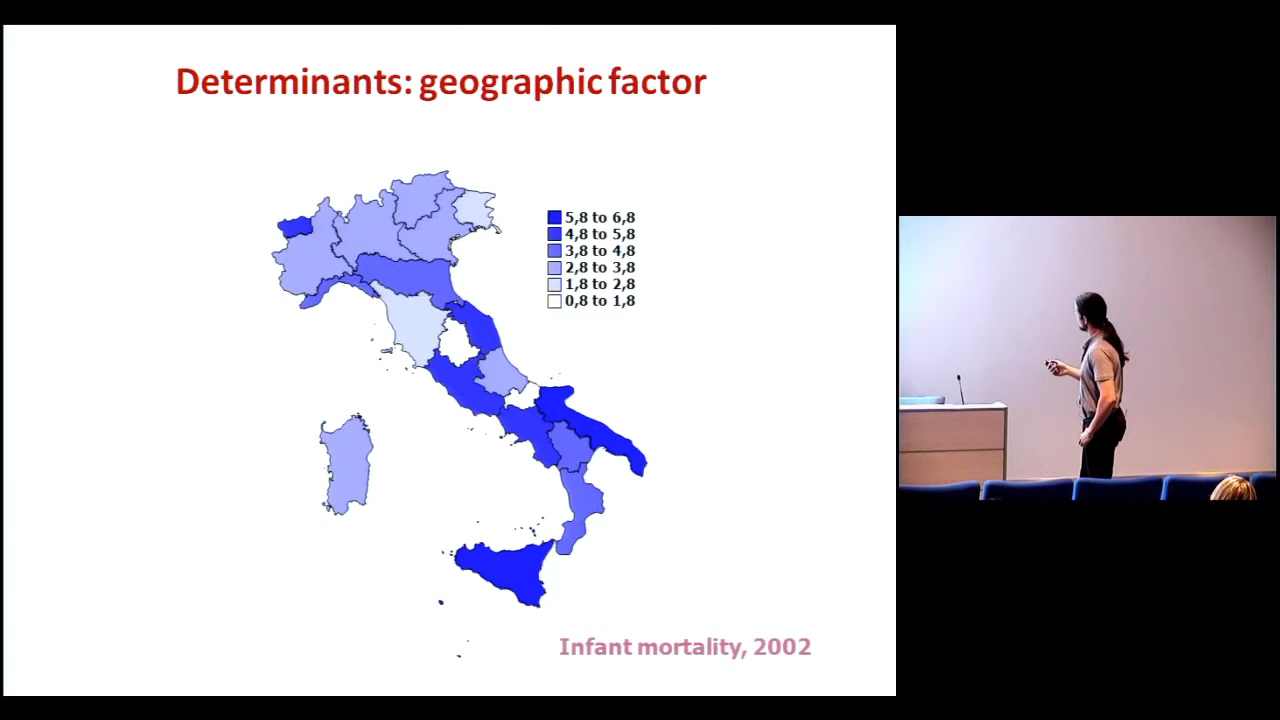 Determinants: geographic factor
5,8 to 6,8
4,8 to 5,8
3,8 to 4,8
2,8 to 3,8
1,8 to 2,8
0,8 to 1,8
Infant mortality, 2002